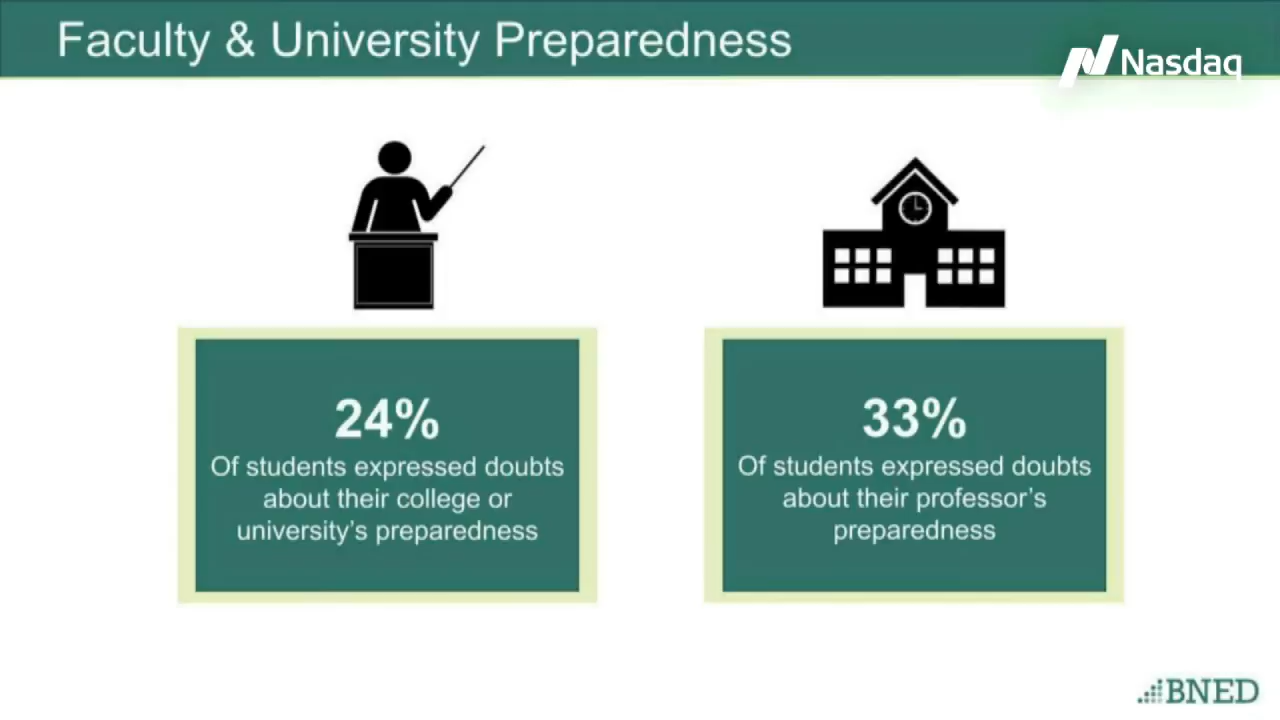 Faculty & University Preparedness
Nasdaq
24%
Of students expressed doubts
about their college or
university's preparedness
33%
Of students expressed doubts
about their professor's
preparedness
BNED